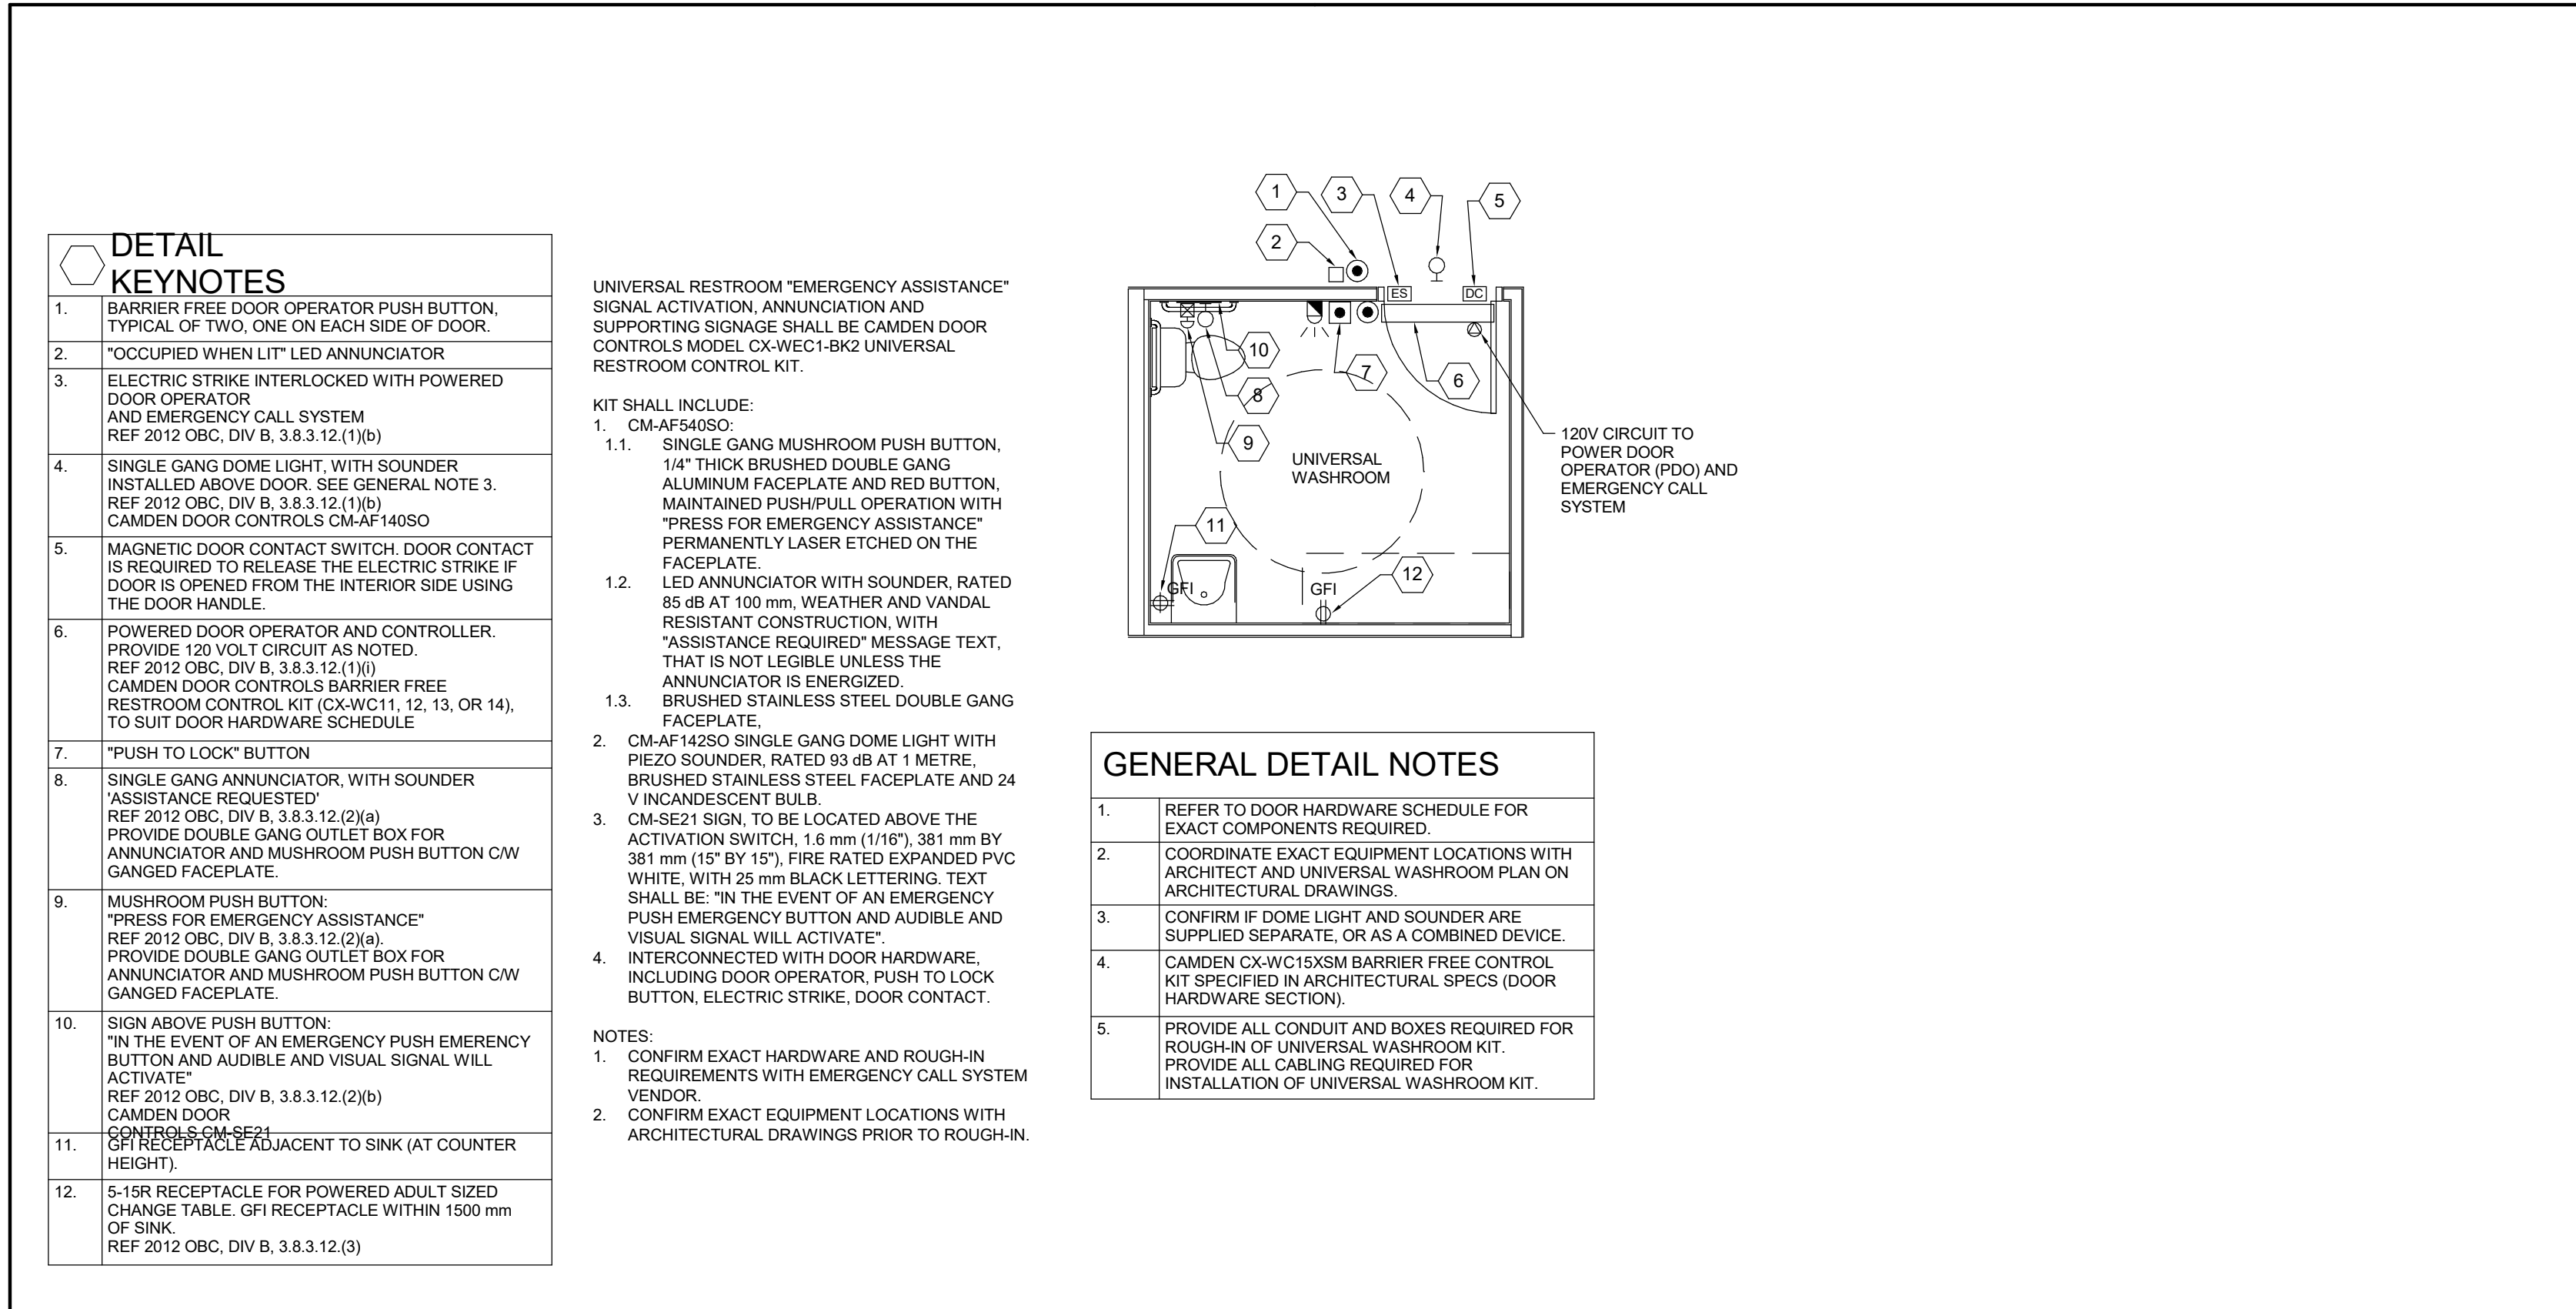 DETAIL
KEYNOTES
1. BARRIER FREE DOOR OPERATOR PUSH BUTTON,
TYPICAL OF TWO, ONE ON EACH SIDE OF DOOR.
2. "OCCUPIED WHEN LIT" LED ANNUNCIATOR
3. ELECTRIC STRIKE INTERLOCKED WITH POWERED
DOOR OPERATOR
AND EMERGENCY CALL SYSTEM
REF 2012 OBC, DIV B, 3.8.3.12.(1)(b)
4. SINGLE GANG DOME LIGHT, WITH SOUNDER
INSTALLED ABOVE DOOR. SEE GENERAL NOTE 3.
REF 2012 OBC, DIV B, 3.8.3.12.(1)(b)
CAMDEN DOOR CONTROLS CM-AF140SO
5. MAGNETIC DOOR CONTACT SWITCH. DOOR CONTACT
IS REQUIRED TO RELEASE THE ELECTRIC STRIKE IF
DOOR IS OPENED FROM THE INTERIOR SIDE USING
THE DOOR HANDLE.
6. POWERED DOOR OPERATOR AND CONTROLLER.
PROVIDE 120 VOLT CIRCUIT AS NOTED.
REF 2012 OBC, DIV B, 3.8.3.12.(1)(i)
CAMDEN DOOR CONTROLS BARRIER FREE
RESTROOM CONTROL KIT (CX-WC11, 12, 13, OR 14),
TO SUIT DOOR HARDWARE SCHEDULE
7. "PUSH TO LOCK" BUTTON
8. SINGLE GANG ANNUNCIATOR, WITH SOUNDER
'ASSISTANCE REQUESTED'
REF 2012 OBC, DIV B, 3.8.3.12.(2)(a)
PROVIDE DOUBLE GANG OUTLET BOX FOR
ANNUNCIATOR AND MUSHROOM PUSH BUTTON C/W
GANGED FACEPLATE.
9. MUSHROOM PUSH BUTTON:
"PRESS FOR EMERGENCY ASSISTANCE"
REF 2012 OBC, DIV B, 3.8.3.12.(2)(a).
PROVIDE DOUBLE GANG OUTLET BOX FOR
ANNUNCIATOR AND MUSHROOM PUSH BUTTON C/W
GANGED FACEPLATE.
10. SIGN ABOVE PUSH BUTTON:
"IN THE EVENT OF AN EMERGENCY PUSH EMERENCY
BUTTON AND AUDIBLE AND VISUAL SIGNAL WILL
ACTIVATE"
REF 2012 OBC, DIV B, 3.8.3.12.(2)(b)
CAMDEN DOOR
CONTROLS CM-SE21
11. GFI RECEPTACLE ADJACENT TO SINK (AT COUNTER
HEIGHT).
12. 5-15R RECEPTACLE FOR POWERED ADULT SIZED
CHANGE TABLE. GFI RECEPTACLE WITHIN 1500 mm
OF SINK.
REF 2012 OBC, DIV B, 3.8.3.12.(3)
UNIVERSAL RESTROOM "EMERGENCY ASSISTANCE"
SIGNAL ACTIVATION, ANNUNCIATION AND
SUPPORTING SIGNAGE SHALL BE CAMDEN DOOR
CONTROLS MODEL CX-WEC1-BK2 UNIVERSAL
RESTROOM CONTROL KIT.
KIT SHALL INCLUDE:
1. CM-AF540SO:
1.1. SINGLE GANG MUSHROOM PUSH BUTTON,
1/4" THICK BRUSHED DOUBLE GANG
ALUMINUM FACEPLATE AND RED BUTTON,
MAINTAINED PUSH/PULL OPERATION WITH
"PRESS FOR EMERGENCY ASSISTANCE"
PERMANENTLY LASER ETCHED ON THE
FACEPLATE.
1.2. LED ANNUNCIATOR WITH SOUNDER, RATED
85 dB AT 100 mm, WEATHER AND VANDAL
RESISTANT CONSTRUCTION, WITH
"ASSISTANCE REQUIRED" MESSAGE TEXT,
THAT IS NOT LEGIBLE UNLESS THE
ANNUNCIATOR IS ENERGIZED.
1.3. BRUSHED STAINLESS STEEL DOUBLE GANG
FACEPLATE,
2. CM-AF142SO SINGLE GANG DOME LIGHT WITH
PIEZO SOUNDER, RATED 93 dB AT 1 METRE,
BRUSHED STAINLESS STEEL FACEPLATE AND 24
V INCANDESCENT BULB.
3. CM-SE21 SIGN, TO BE LOCATED ABOVE THE
ACTIVATION SWITCH, 1.6 mm (1/16"), 381 mm BY
381 mm (15" BY 15"), FIRE RATED EXPANDED PVC
WHITE, WITH 25 mm BLACK LETTERING. TEXT
SHALL BE: "IN THE EVENT OF AN EMERGENCY
PUSH EMERGENCY BUTTON AND AUDIBLE AND
VISUAL SIGNAL WILL ACTIVATE".
4. INTERCONNECTED WITH DOOR HARDWARE,
INCLUDING DOOR OPERATOR, PUSH TO LOCK
BUTTON, ELECTRIC STRIKE, DOOR CONTACT.
NOTES:
1. CONFIRM EXACT HARDWARE AND ROUGH-IN
REQUIREMENTS WITH EMERGENCY CALL SYSTEM
VENDOR.
2. CONFIRM EXACT EQUIPMENT LOCATIONS WITH
ARCHITECTURAL DRAWINGS PRIOR TO ROUGH-IN.
1
3
4
5
2
ES
DC
10
7
6
8
9
UNIVERSAL
WASHROOM
11
12
GFI
GFI
120V CIRCUIT TO
POWER DOOR
OPERATOR (PDO) AND
EMERGENCY CALL
SYSTEM
GENERAL DETAIL NOTES
1. REFER TO DOOR HARDWARE SCHEDULE FOR
EXACT COMPONENTS REQUIRED.
2. COORDINATE EXACT EQUIPMENT LOCATIONS WITH
ARCHITECT AND UNIVERSAL WASHROOM PLAN ON
ARCHITECTURAL DRAWINGS.
3. CONFIRM IF DOME LIGHT AND SOUNDER ARE
SUPPLIED SEPARATE, OR AS A COMBINED DEVICE.
4. CAMDEN CX-WC15XSM BARRIER FREE CONTROL
KIT SPECIFIED IN ARCHITECTURAL SPECS (DOOR
HARDWARE SECTION).
5. PROVIDE ALL CONDUIT AND BOXES REQUIRED FOR
ROUGH-IN OF UNIVERSAL WASHROOM KIT.
PROVIDE ALL CABLING REQUIRED FOR
INSTALLATION OF UNIVERSAL WASHROOM KIT.